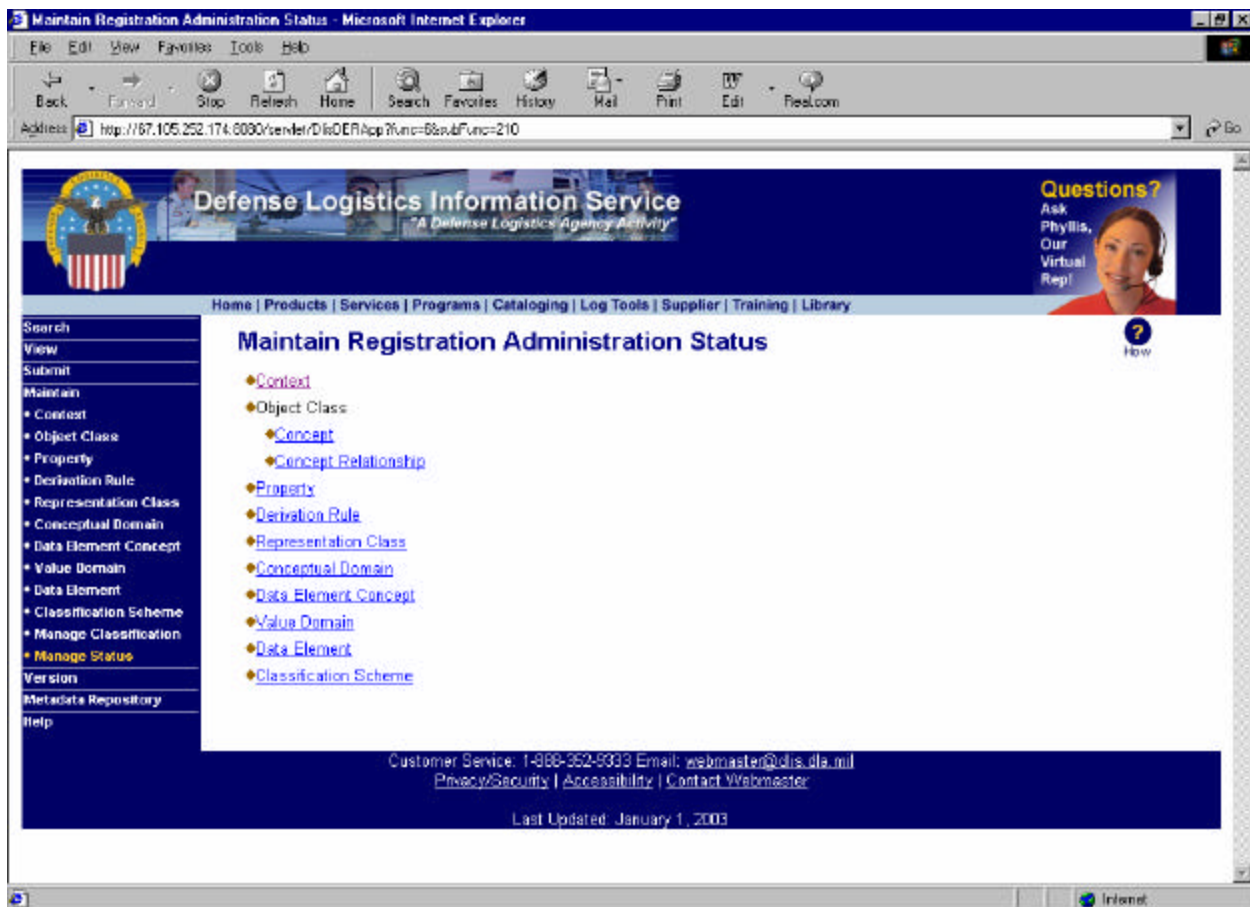 Maintain Registration Administration Status - Microsoft Internet Explorer
File Edit View Favorites Tools Help
Back Forward Stop Refresh Home Search Favorites History Mail Print Edit Real.com
Address http://67.105.252.174:8080/servlet/DlisDERApp?func=6&subFunc=210 Go
Defense Logistics Information Service
"A Defense Logistics Agency Activity"
Questions?
Ask
Phyllis,
Our
Virtual
Rep!
Home | Products | Services | Programs | Cataloging | Log Tools | Supplier | Training | Library
Search
View
Submit
Maintain
• Context
• Object Class
• Property
• Derivation Rule
• Representation Class
• Conceptual Domain
• Data Element Concept
• Value Domain
• Data Element
• Classification Scheme
• Manage Classification
• Manage Status
Version
Metadata Repository
Help
Maintain Registration Administration Status
?
How
Context
Object Class
Concept
Concept Relationship
Property
Derivation Rule
Representation Class
Conceptual Domain
Data Element Concept
Value Domain
Data Element
Classification Scheme
Customer Service: 1-888-352-9333 Email: webmaster@dlis.dla.mil
Privacy/Security | Accessibility | Contact Webmaster
Last Updated: January 1, 2003
Internet